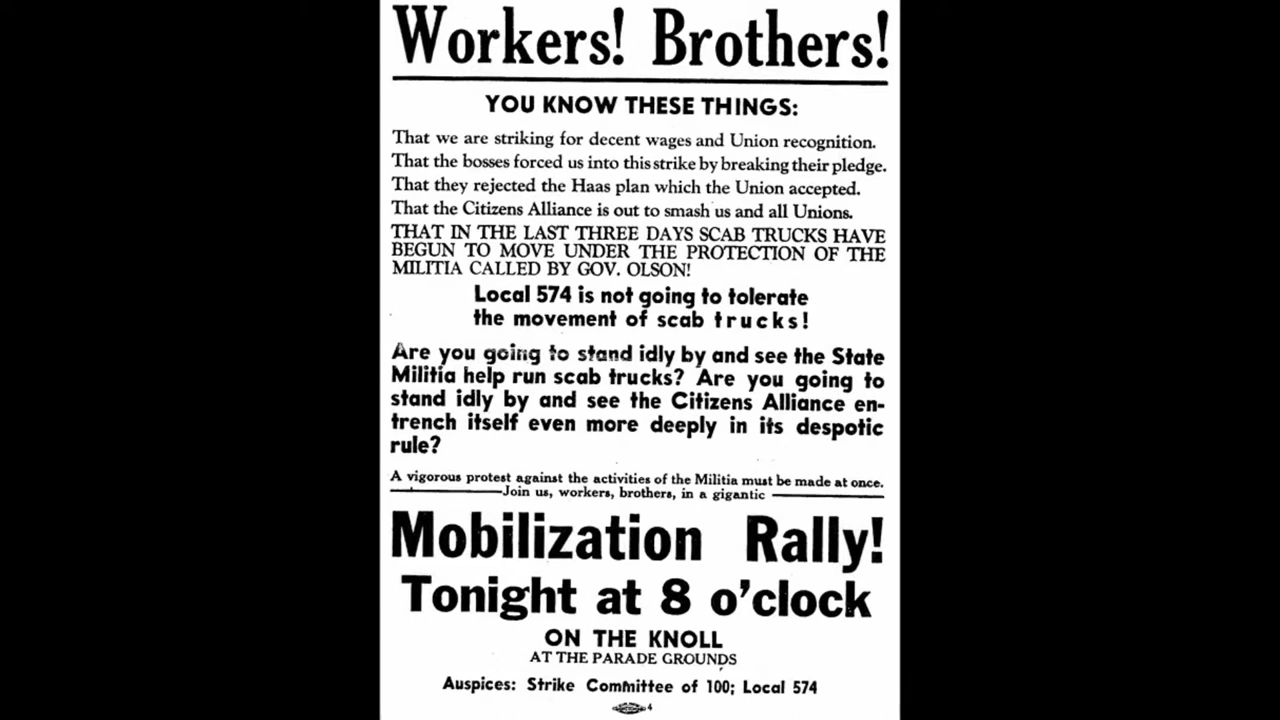 Workers! Brothers!
YOU KNOW THESE THINGS:
That we are striking for decent wages and Union recognition.
That the bosses forced us into this strike by breaking their pledge.
That they rejected the Haas plan which the Union accepted.
That the Citizens Alliance is out to smash us and all Unions.
THAT IN THE LAST THREE DAYS SCAB TRUCKS HAVE
BEGUN TO MOVE UNDER THE PROTECTION OF THE
MILITIA CALLED BY GOV. OLSON!
Local 574 is not going to tolerate
the movement of scab trucks!
Are you going to stand idly by and see the State
Militia help run scab trucks? Are you going to
stand idly by and see the Citizens Alliance en-
trench itself even more deeply in its despotic
rule?
A vigorous protest against the activities of the Militia must be made at once.
Join us, workers, brothers, in a gigantic
Mobilization Rally!
Tonight at 8 o'clock
ON THE KNOLL
AT THE PARADE GROUNDS
Auspices: Strike Committee of 100; Local 574
4